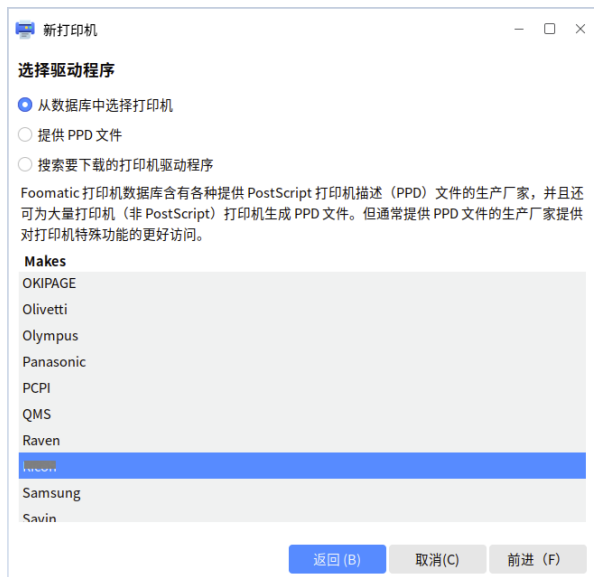 新打印机
选择驱动程序
从数据库中选择打印机
提供 PPD 文件
搜索要下载的打印机驱动程序
Foomatic 打印机数据库含有各种提供 PostScript 打印机描述（PPD）文件的生产厂家，并且还
可为大量打印机（非 PostScript）打印机生成 PPD 文件。但通常提供 PPD 文件的生产厂家提供
对打印机特殊功能的更好访问。
Makes
OKIPAGE
Olivetti
Olympus
Panasonic
PCPI
QMS
Raven
Samsung
Savin
返回 (B) 取消(C) 前进（F）